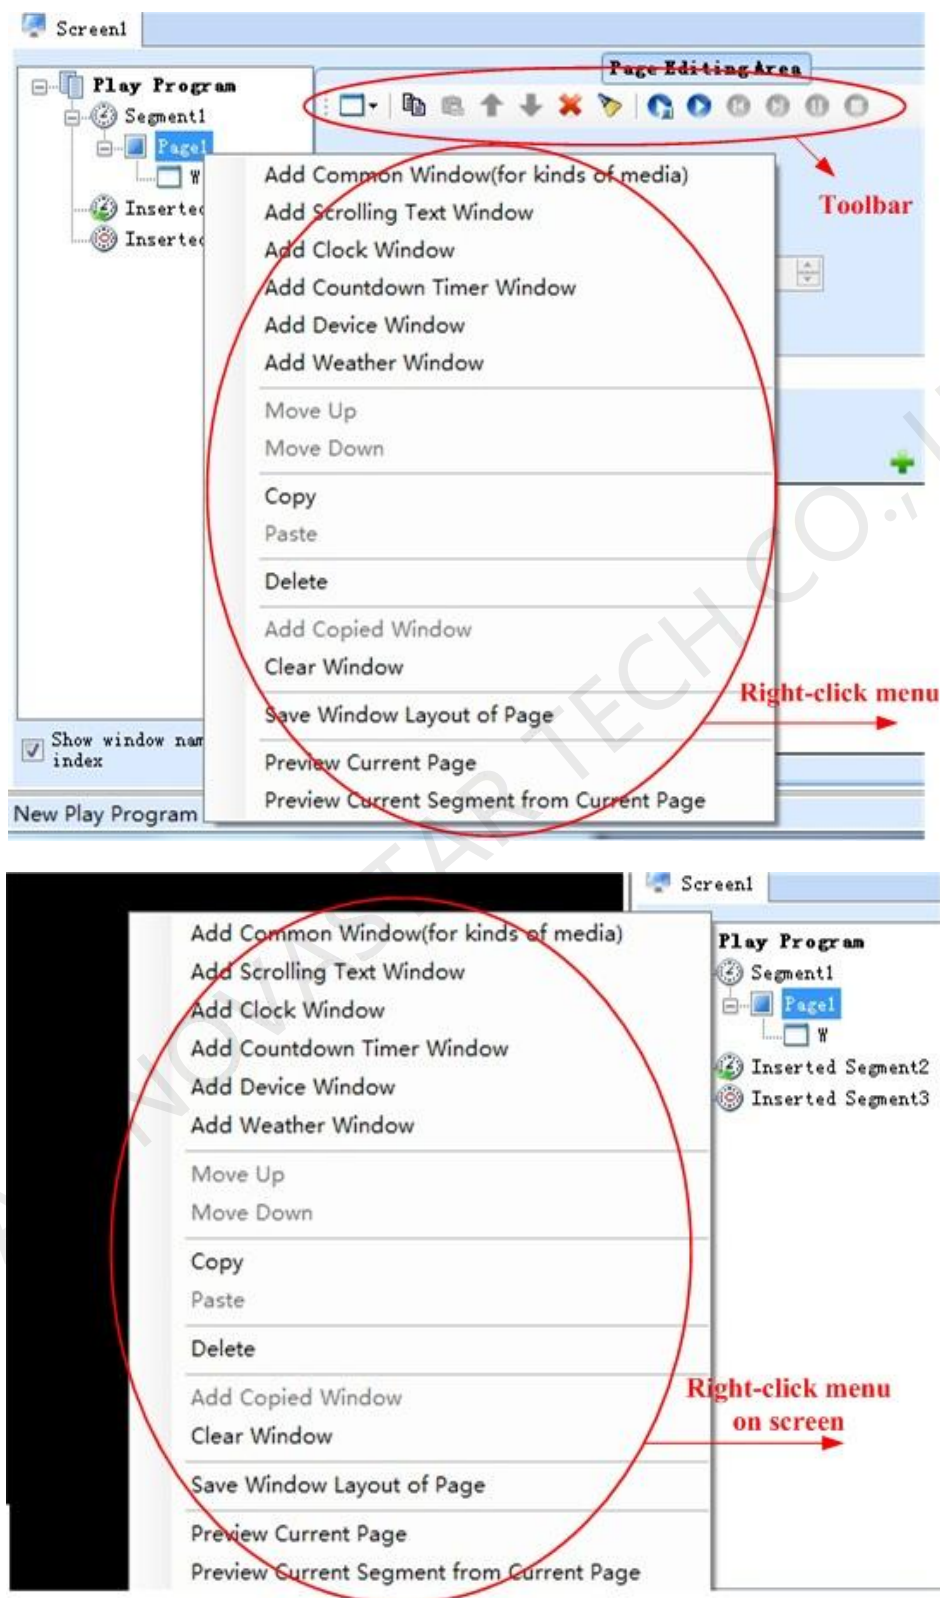 Screen1
Page Editing Area
Play Program
Segment1
Page1
W
Inserted
Inserted
Toolbar
Add Common Window(for kinds of media)
Add Scrolling Text Window
Add Clock Window
Add Countdown Timer Window
Add Device Window
Add Weather Window
Move Up
Move Down
Copy
Paste
Delete
Add Copied Window
Clear Window
Save Window Layout of Page
Preview Current Page
Preview Current Segment from Current Page
Right-click menu
Show window nam
index
New Play Program
Screen1
Play Program
Segment1
Page1
W
Inserted Segment2
Inserted Segment3
Add Common Window(for kinds of media)
Add Scrolling Text Window
Add Clock Window
Add Countdown Timer Window
Add Device Window
Add Weather Window
Move Up
Move Down
Copy
Paste
Delete
Add Copied Window
Clear Window
Save Window Layout of Page
Preview Current Page
Preview Current Segment from Current Page
Right-click menu
on screen
NOVASTAR TECH CO.,